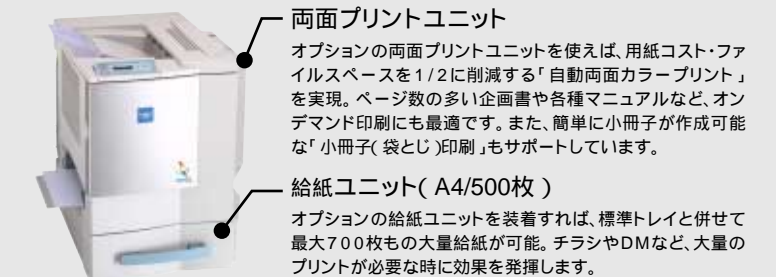 両面プリントユニット
オプションの両面プリントユニットを使えば、用紙コスト・ファ
イルスペースを1/2に削減する「自動両面カラープリント」
を実現。ページ数の多い企画書や各種マニュアルなど、オン
デマンド印刷にも最適です。また、簡単に小冊子が作成可能
な「小冊子(袋とじ)印刷」もサポートしています。
給紙ユニット(A4/500枚)
オプションの給紙ユニットを装着すれば、標準トレイと併せて
最大700枚もの大量給紙が可能。チラシやDMなど、大量の
プリントが必要な時に効果を発揮します。